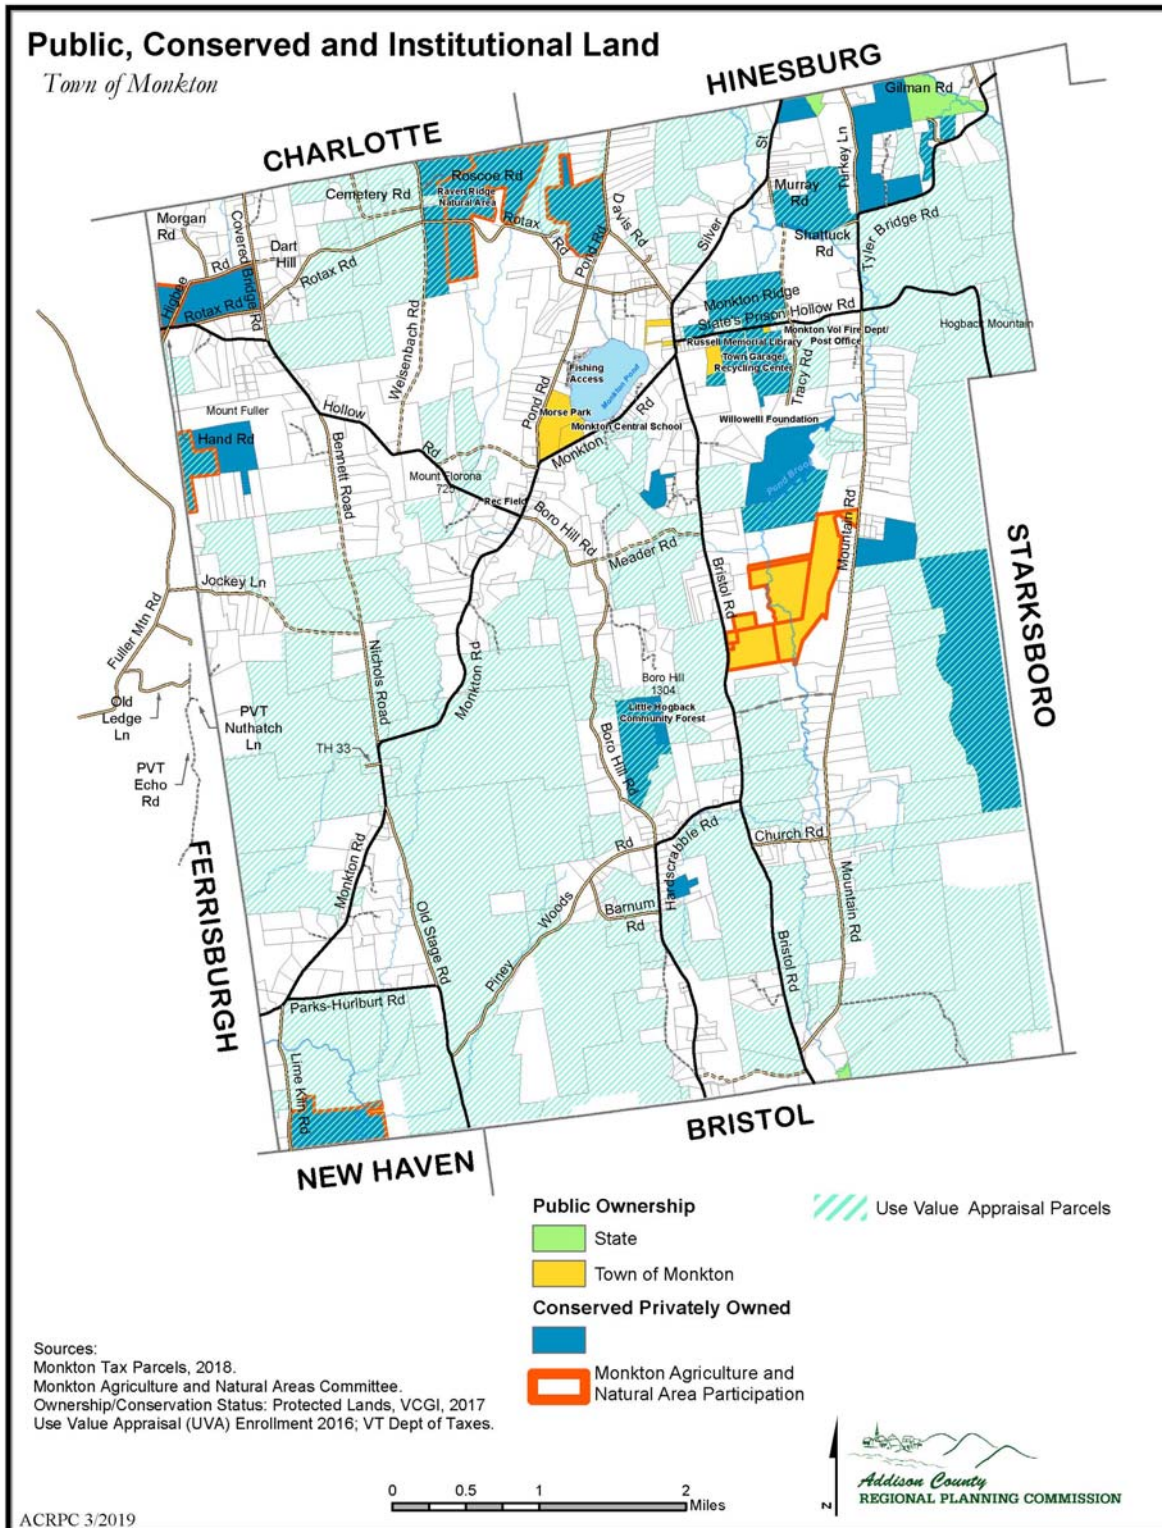 Public, Conserved and Institutional Land
Town of Monkton
HINESBURG
CHARLOTTE
Gilman Rd
Cemetery Rd
Roscoe Rd
Raven Ridge
Natural Area
St
Turkey Ln
Murray
Rd
Morgan
Rd
Covered Bridge Rd
Dart
Hill
Rotax
Rd
Davis Rd
Pond Rd
Silver
Shattuck
Rd
Tyler Bridge Rd
Rd
Higbee
Rotax Rd
Rotax Rd
Monkton Ridge
State's Prison Hollow Rd
Hogback Mountain
Monkton Vol Fire Dept/
Post Office
Russell Memorial Library
Town Garage/
Recycling Center
Tracy Rd
Weisenbach Rd
Fishing
Access
Monkton Pond
Pond Rd
Rd
Morse Park
Monkton Central School
Monkton
Willowell Foundation
Mount Fuller
Hollow
Rd
Hand Rd
Bennett Road
Mount Florona
725
Pond Brook
Rec Field
Boro Hill Rd
Meader Rd
Mountain Rd
STARKSBORO
Bristol Rd
Jockey Ln
Fuller Mtn Rd
Nichols Road
Monkton Rd
Boro Hill
1304
Little Hogback
Community Forest
Old
Ledge
Ln
PVT
Nuthatch
Ln
TH 33
PVT
Echo
Rd
Boro Hill Rd
Church Rd
Hardscrabble Rd
Rd
FERRISBURGH
Monkton Rd
Mountain Rd
Woods
Barnum
Rd
Old Stage Rd
Bristol Rd
Piney
Parks-Hurlburt Rd
Lime Kiln Rd
BRISTOL
NEW HAVEN
Public Ownership
State
Town of Monkton
Conserved Privately Owned
Monkton Agriculture and
Natural Area Participation
Use Value Appraisal Parcels
Sources:
Monkton Tax Parcels, 2018.
Monkton Agriculture and Natural Areas Committee.
Ownership/Conservation Status: Protected Lands, VCGI, 2017
Use Value Appraisal (UVA) Enrollment 2016; VT Dept of Taxes.
0 0.5 1 2
Miles
N
Addison County
REGIONAL PLANNING COMMISSION
ACRPC 3/2019